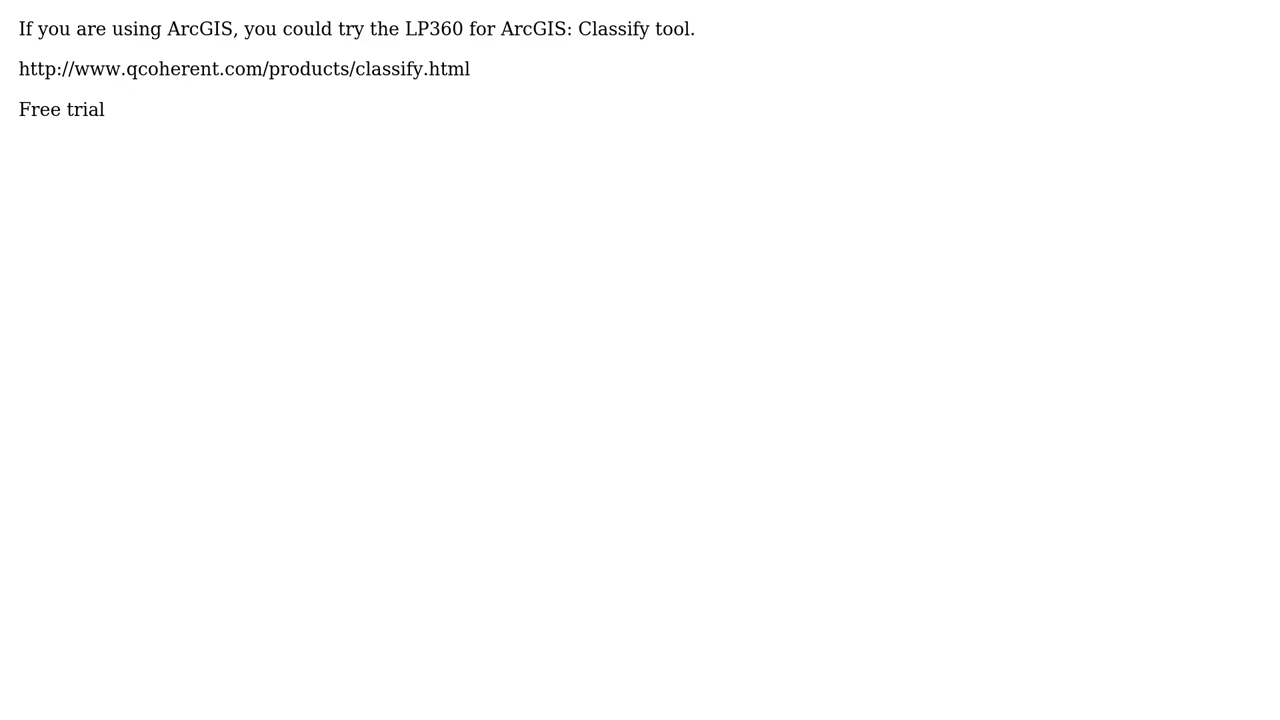 If you are using ArcGIS, you could try the LP360 for ArcGIS: Classify tool.
http://www.qcoherent.com/products/classify.html
Free trial